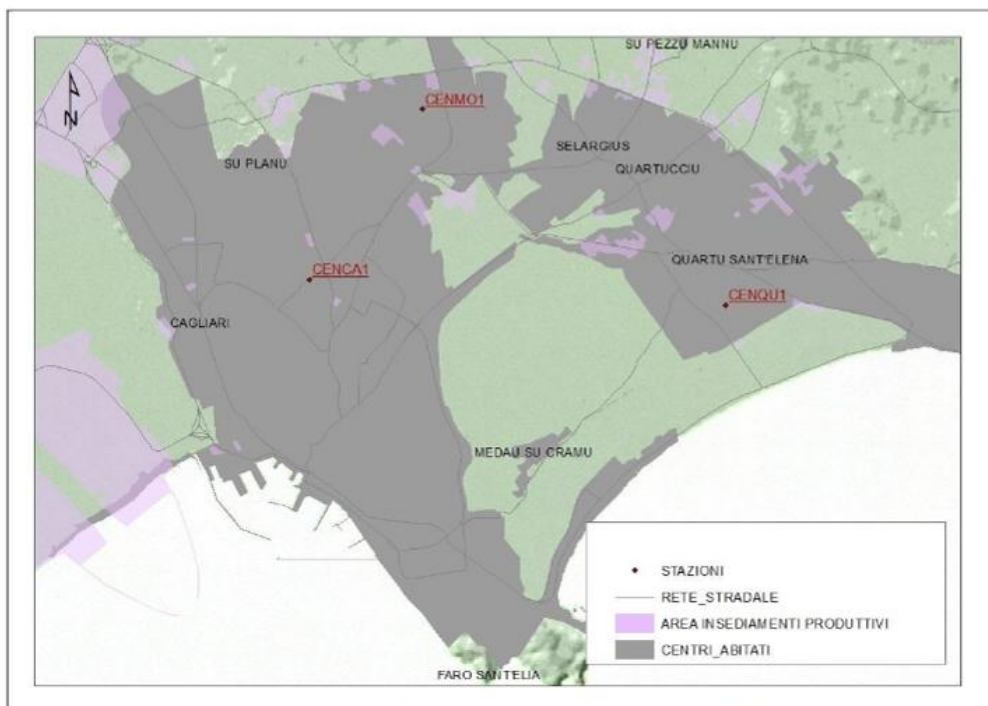 SU PEZZU MANNU
N
CENMO1
SELARGIUS
SU PLANU
QUARTUCCIU
QUARTU SANT'ELENA
CENCA1
CENQU1
CAGLIARI
MEDAU SU CRAMU
STAZIONI
RETE_STRADALE
AREA INSEDIAMENTI PRODUTTIVI
CENTRI_ABITATI
FARO SANT'ELIA